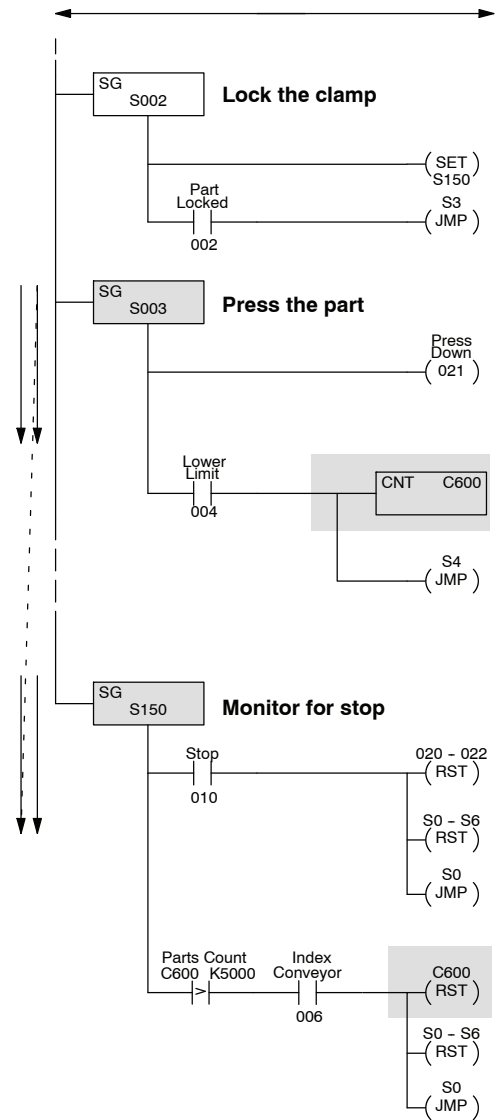 SG
S002
Lock the clamp
SET
S150
Part
Locked
002
S3
JMP
SG
S003
Press the part
Press
Down
021
Lower
Limit
004
CNT C600
S4
JMP
SG
S150
Monitor for stop
Stop
010
020 - 022
RST
S0 - S6
RST
S0
JMP
Parts Count
C600 K5000
>
Index
Conveyor
006
C600
RST
S0 - S6
RST
S0
JMP